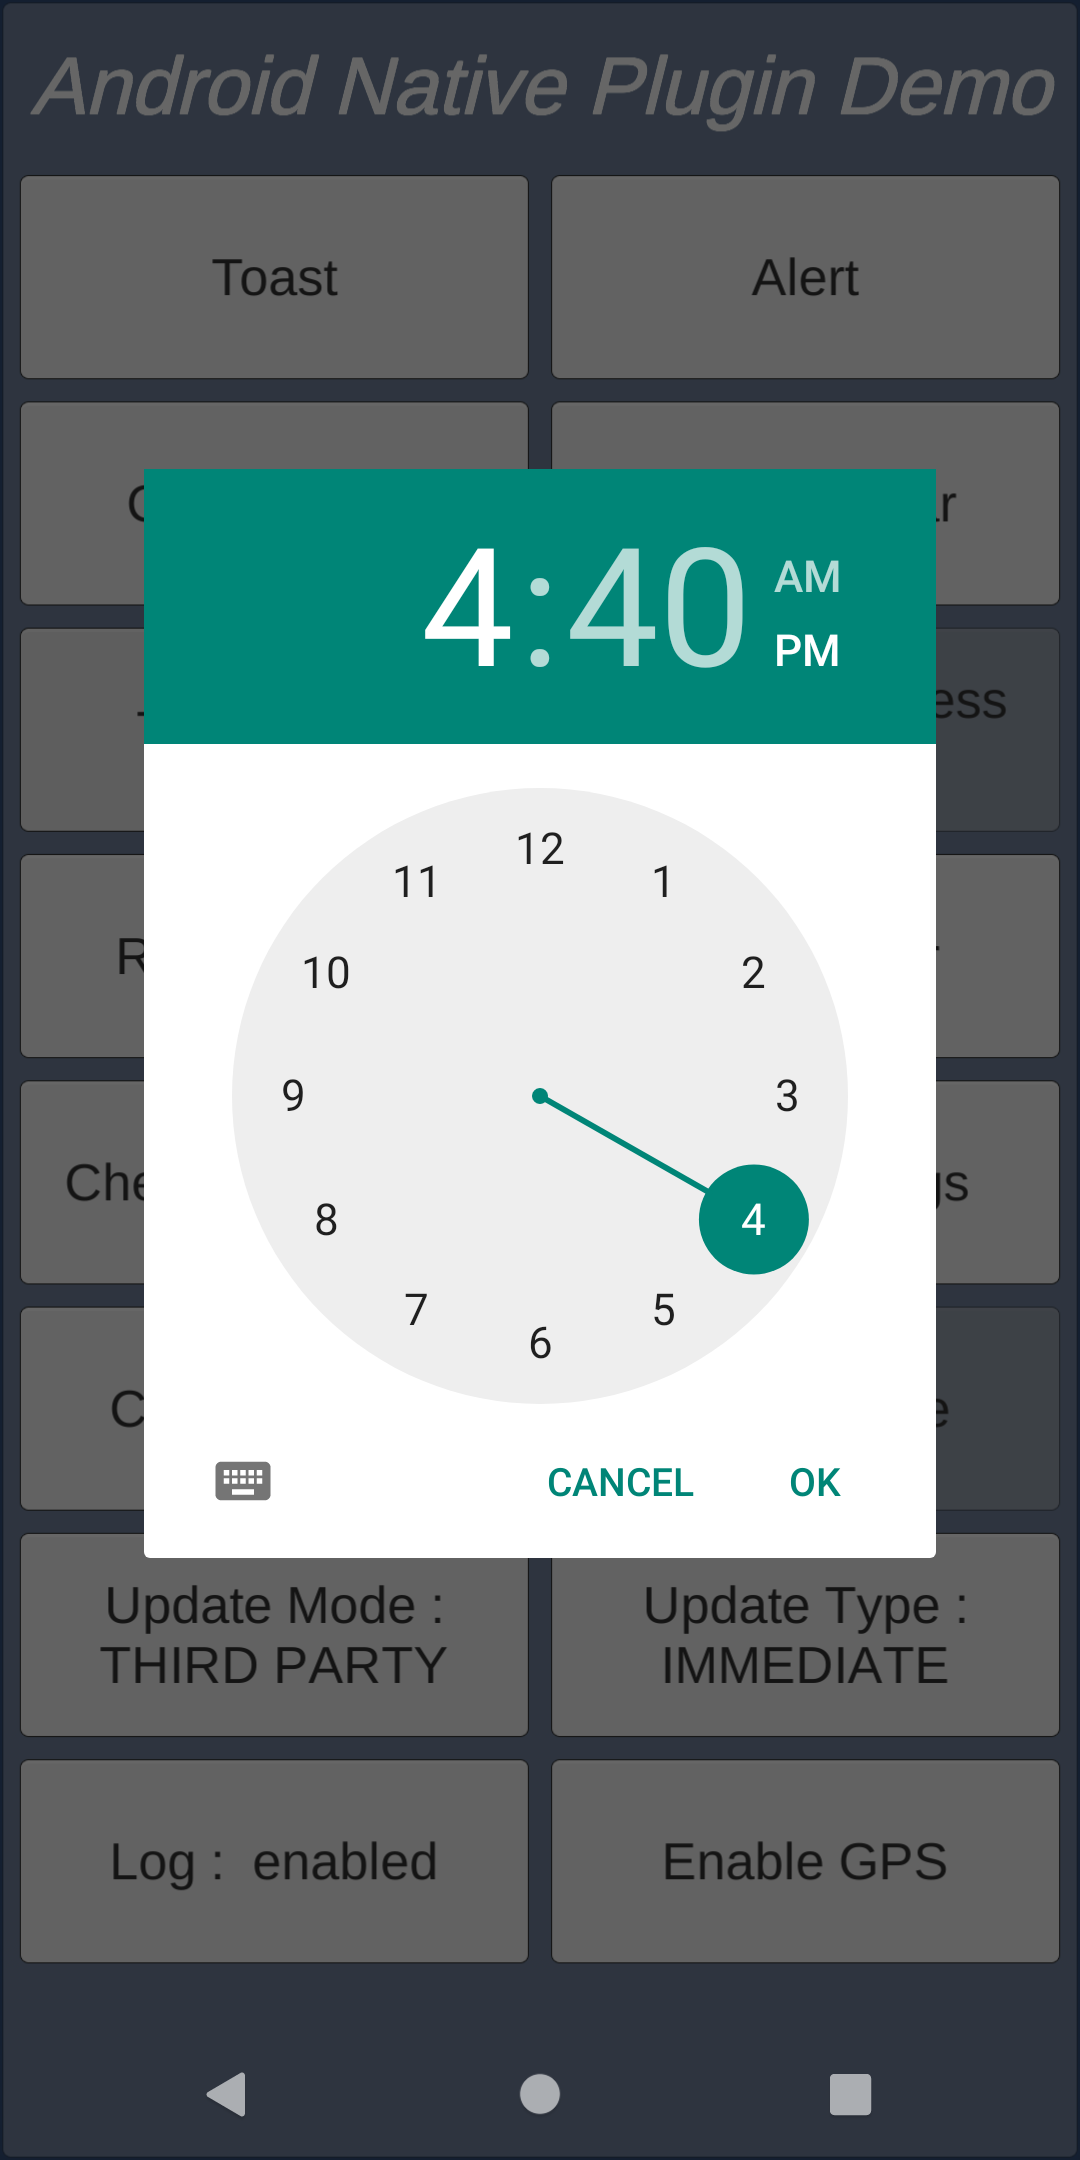 Android Native Plugin Demo
Toast
Alert
4:40
AM
PM
12
11
1
10
2
9
3
8
4
7
5
6
CANCEL
OK
Update Mode :
THIRD PARTY
Update Type :
IMMEDIATE
Log :  enabled
Enable GPS